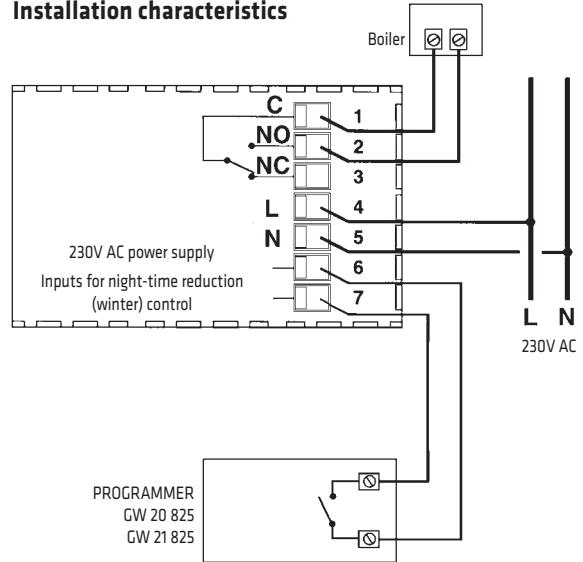 Installation characteristics
Boiler
C
1
NO
2
NC
3
L
4
N
5
230V AC power supply
6
Inputs for night-time reduction
(winter) control
7
L N
230V AC
PROGRAMMER
GW 20 825
GW 21 825